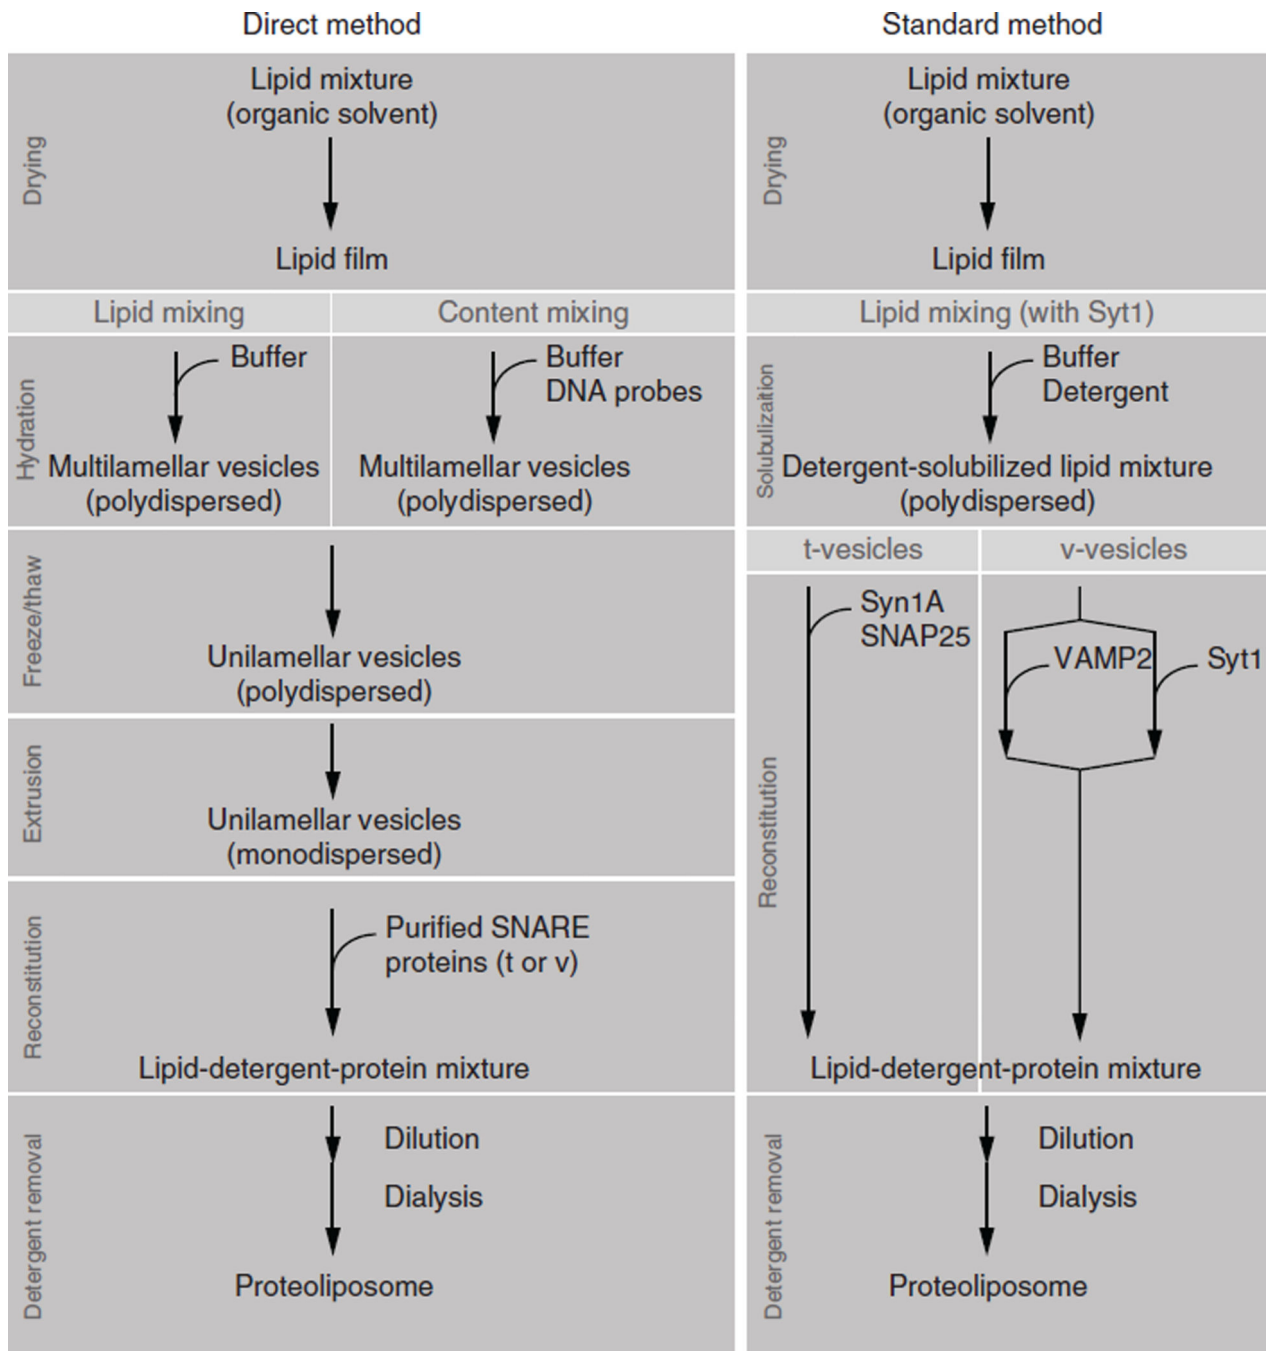 Direct method
Lipid mixture
(organic solvent)
Drying
Lipid film
Lipid mixing
Content mixing
Buffer
Buffer
DNA probes
Hydration
Multilamellar vesicles
(polydispersed)
Multilamellar vesicles
(polydispersed)
Freeze/thaw
Unilamellar vesicles
(polydispersed)
Extrusion
Unilamellar vesicles
(monodispersed)
Reconstitution
Purified SNARE
proteins (t or v)
Lipid-detergent-protein mixture
Detergent removal
Dilution
Dialysis
Proteoliposome
Standard method
Lipid mixture
(organic solvent)
Drying
Lipid film
Lipid mixing (with Syt1)
Buffer
Detergent
Solubulizaition
Detergent-solubilized lipid mixture
(polydispersed)
t-vesicles
v-vesicles
Syn1A
SNAP25
VAMP2
Syt1
Reconstitution
Lipid-detergent-protein mixture
Detergent removal
Dilution
Dialysis
Proteoliposome